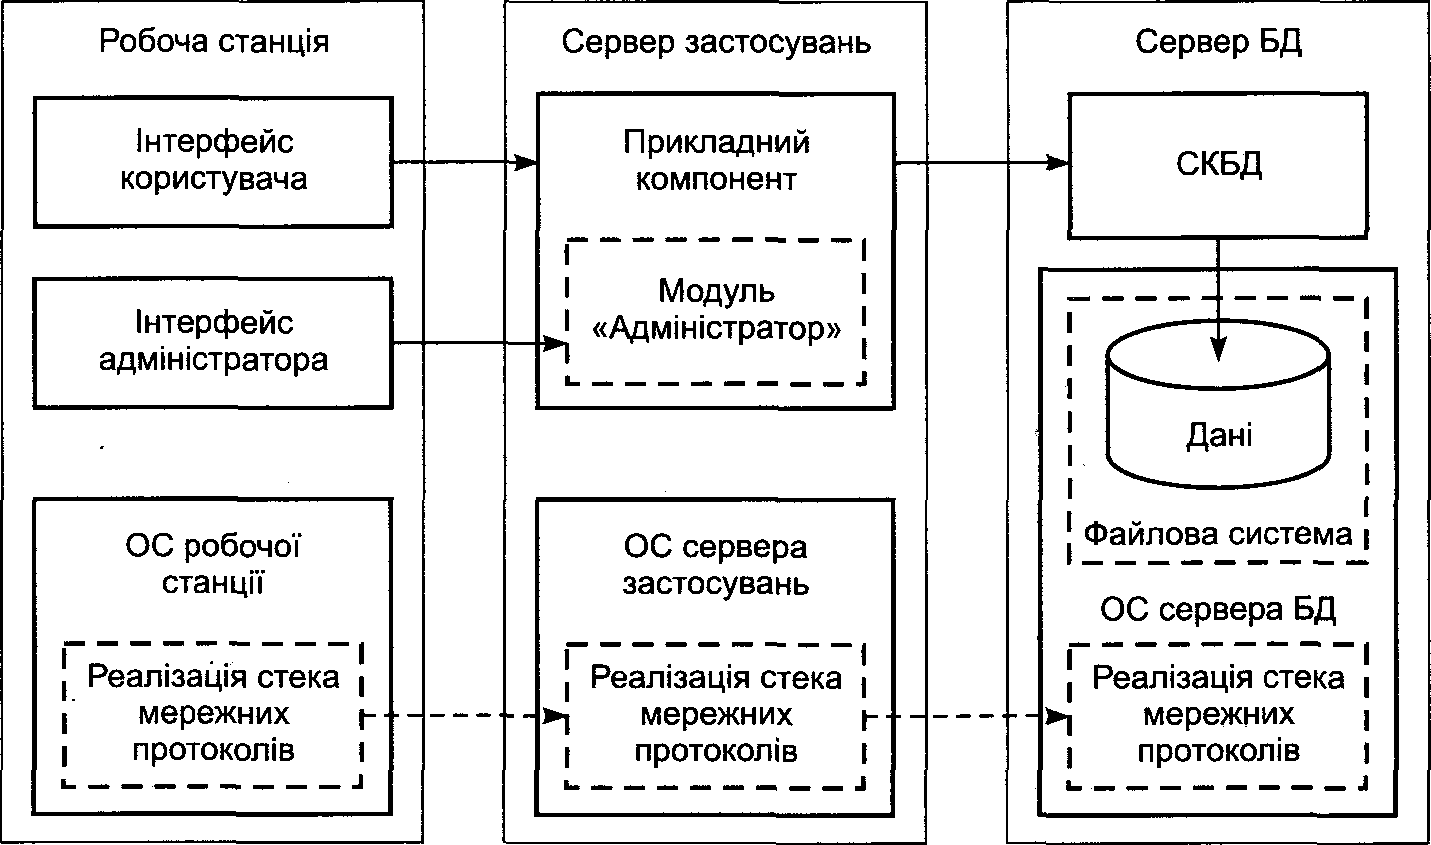 Робоча станція
Інтерфейс
користувача
Інтерфейс
адміністратора
ОС робочої
станції
Реалізація стека
мережних
протоколів
Сервер застосувань
Прикладний
компонент
Модуль
«Адміністратор»
ОС сервера
застосувань
Реалізація стека
мережних
протоколів
Сервер БД
СКБД
Дані
Файлова система
ОС сервера БД
Реалізація стека
мережних
протоколів